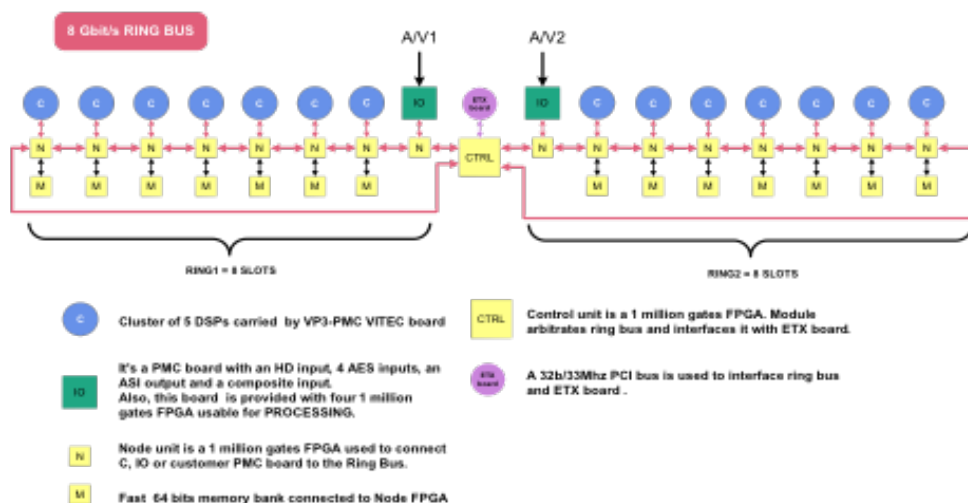 8 Gbit/s RING BUS
A/V1
A/V2
C C C C C C C IO ETX board IO C C C C C C C
N N N N N N N N CTRL N N N N N N N N
M M M M M M M M M M M M M M
RING1 = 8 SLOTS
RING2 = 8 SLOTS
C
Cluster of 5 DSPs carried by VP3-PMC VITEC board
IO
It's a PMC board with an HD input, 4 AES inputs, an
ASI output and a composite input.
Also, this board is provided with four 1 million
gates FPGA usable for PROCESSING.
N
Node unit is a 1 million gates FPGA used to connect
C, IO or customer PMC board to the Ring Bus.
M
Fast 64 bits memory bank connected to Node FPGA
CTRL
Control unit is a 1 million gates FPGA. Module
arbitrates ring bus and interfaces it with ETX board.
ETX
board
A 32b/33Mhz PCI bus is used to interface ring bus
and ETX board .